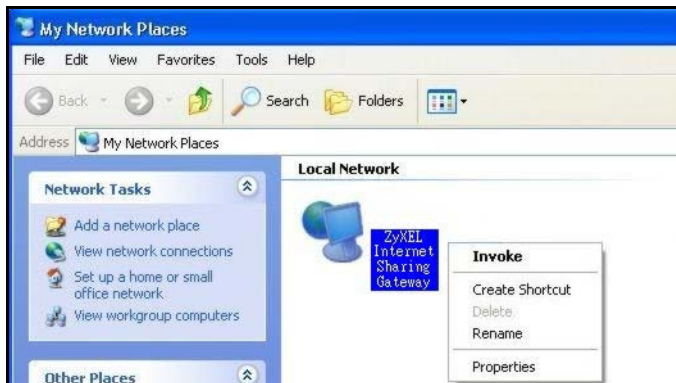 My Network Places
File Edit View Favorites Tools Help
Back Search Folders
Address My Network Places
Network Tasks
Add a network place
View network connections
Set up a home or small
office network
View workgroup computers
Other Places
Local Network
ZyXEL
Internet
Sharing
Gateway
Invoke
Create Shortcut
Delete
Rename
Properties